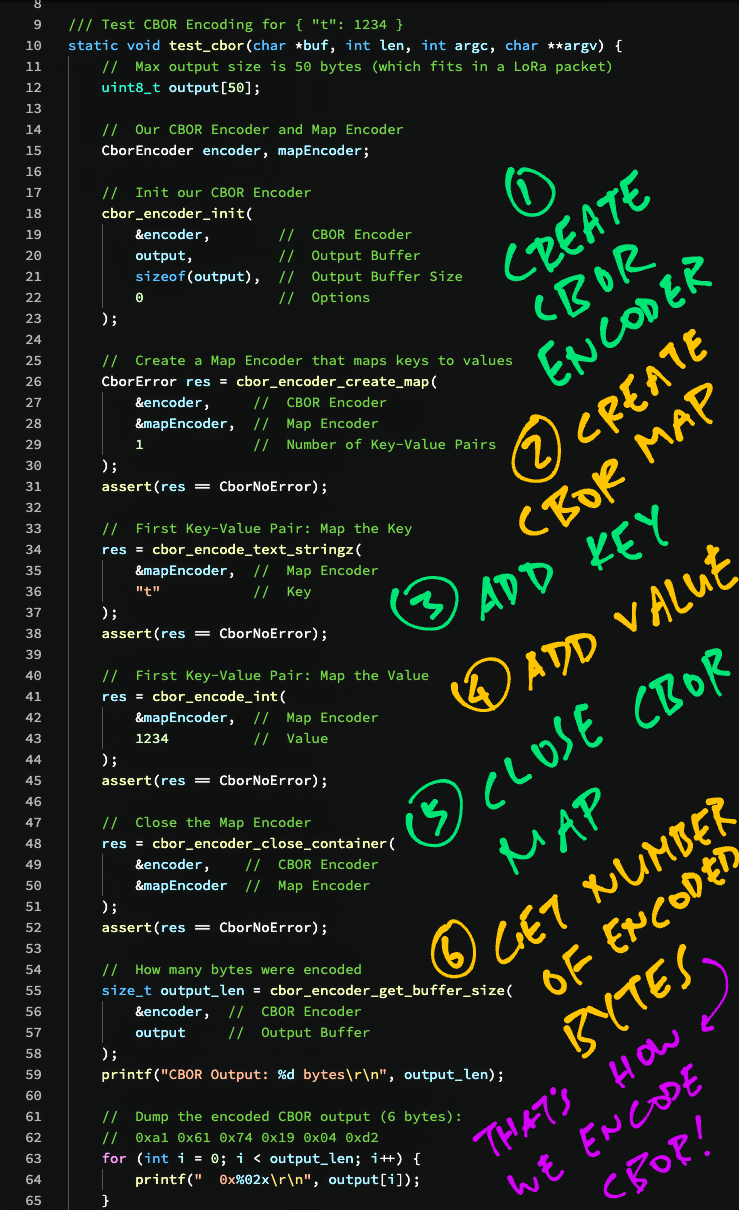 8
9 /// Test CBOR Encoding for { "t": 1234 }
10 static void test_cbor(char *buf, int len, int argc, char **argv) {
11     //  Max output size is 50 bytes (which fits in a LoRa packet)
12     uint8_t output[50];
13
14     //  Our CBOR Encoder and Map Encoder
15     CborEncoder encoder, mapEncoder;
16
17     //  Init our CBOR Encoder
18     cbor_encoder_init(
19         &encoder,        //  CBOR Encoder
20         output,          //  Output Buffer
21         sizeof(output),  //  Output Buffer Size
22         0                //  Options
23     );
24
25     //  Create a Map Encoder that maps keys to values
26     CborError res = cbor_encoder_create_map(
27         &encoder,     //  CBOR Encoder
28         &mapEncoder,  //  Map Encoder
29         1             //  Number of Key-Value Pairs
30     );
31     assert(res == CborNoError);
32
33     //  First Key-Value Pair: Map the Key
34     res = cbor_encode_text_stringz(
35         &mapEncoder,  //  Map Encoder
36         "t"           //  Key
37     );
38     assert(res == CborNoError);
39
40     //  First Key-Value Pair: Map the Value
41     res = cbor_encode_int(
42         &mapEncoder,  //  Map Encoder
43         1234          //  Value
44     );
45     assert(res == CborNoError);
46
47     //  Close the Map Encoder
48     res = cbor_encoder_close_container(
49         &encoder,    //  CBOR Encoder
50         &mapEncoder  //  Map Encoder
51     );
52     assert(res == CborNoError);
53
54     //  How many bytes were encoded
55     size_t output_len = cbor_encoder_get_buffer_size(
56         &encoder,  //  CBOR Encoder
57         output     //  Output Buffer
58     );
59     printf("CBOR Output: %d bytes\r\n", output_len);
60
61     //  Dump the encoded CBOR output (6 bytes):
62     //  0xa1 0x61 0x74 0x19 0x04 0xd2
63     for (int i = 0; i < output_len; i++) {
64         printf("  0x%02x\r\n", output[i]);
65     }
1
CREATE
CBOR
ENCODER
2 CREATE
CBOR MAP
3 ADD KEY
4 ADD VALUE
5 CLOSE CBOR
MAP
6 GET NUMBER
OF ENCODED
BYTES
THAT'S HOW
WE ENCODE
CBOR!